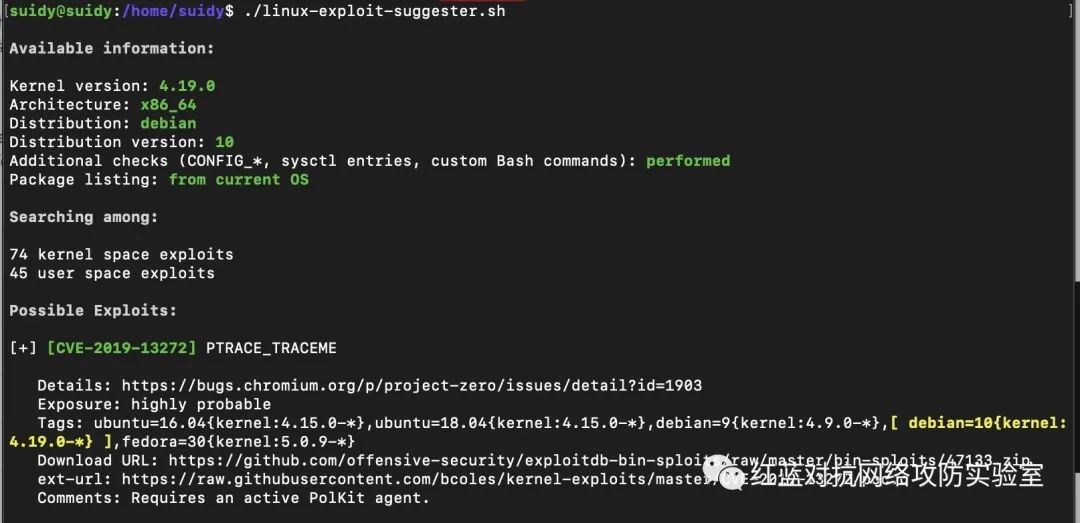 [suidy@suidy:/home/suidy$ ./linux-exploit-suggester.sh ]
Available information:
Kernel version: 4.19.0
Architecture: x86_64
Distribution: debian
Distribution version: 10
Additional checks (CONFIG_*, sysctl entries, custom Bash commands): performed
Package listing: from current OS
Searching among:
74 kernel space exploits
45 user space exploits
Possible Exploits:
[+] [CVE-2019-13272] PTRACE_TRACEME
Details: https://bugs.chromium.org/p/project-zero/issues/detail?id=1903
Exposure: highly probable
Tags: ubuntu=16.04{kernel:4.15.0-*},ubuntu=18.04{kernel:4.15.0-*},debian=9{kernel:4.9.0-*},[ debian=10{kernel:
4.19.0-*} ],fedora=30{kernel:5.0.9-*}
Download URL: https://github.com/offensive-security/exploitdb-bin-sploits/raw/master/bin-sploits/47133.zip
ext-url: https://raw.githubusercontent.com/bcoles/kernel-exploits/master/
红蓝对抗网络攻防实验室
Comments: Requires an active PolKit agent.